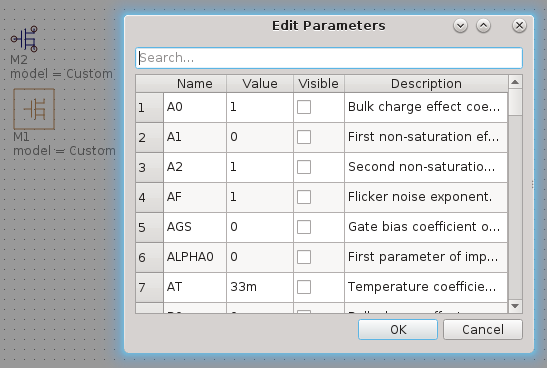 Edit Parameters
M2
model = Custom
M1
model = Custom
Search...
Name Value Visible Description
1 A0 1 Bulk charge effect coe...
2 A1 0 First non-saturation ef...
3 A2 1 Second non-saturatio...
4 AF 1 Flicker noise exponent.
5 AGS 0 Gate bias coefficient o...
6 ALPHA0 0 First parameter of imp...
7 AT 33m Temperature coefficie...
OK Cancel